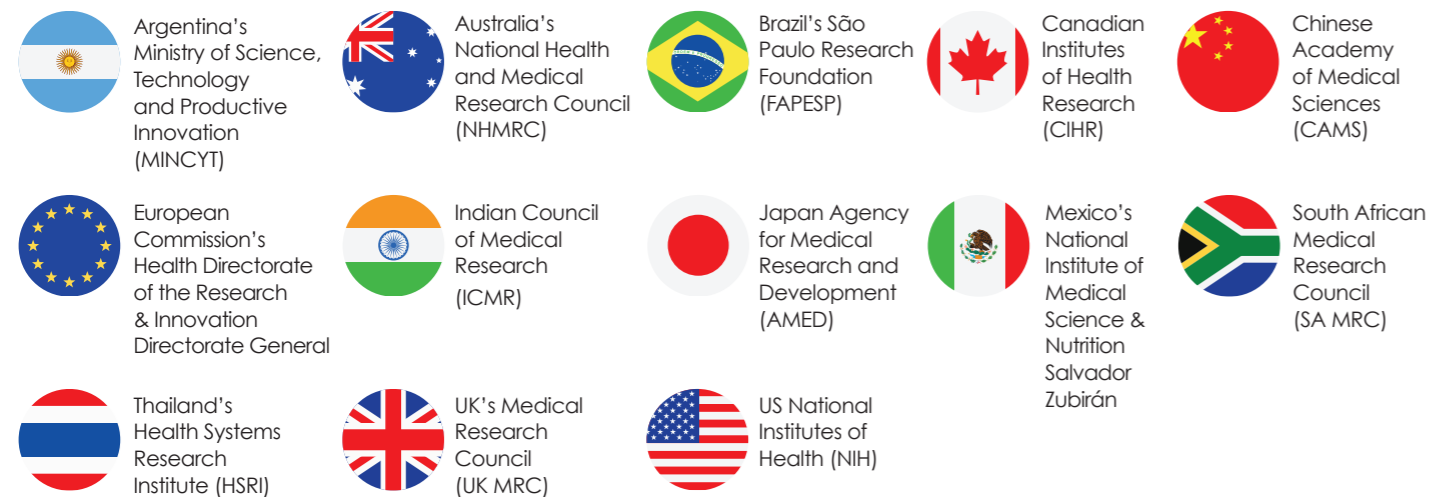 Argentina's
Ministry of Science,
Technology
and Productive
Innovation
(MINCYT)
Australia's
National Health
and Medical
Research Council
(NHMRC)
Brazil's São
Paulo Research
Foundation
(FAPESP)
Canadian
Institutes
of Health
Research
(CIHR)
Chinese
Academy
of Medical
Sciences
(CAMS)
European
Commission's
Health Directorate
of the Research
& Innovation
Directorate General
Indian Council
of Medical
Research
(ICMR)
Japan Agency
for Medical
Research and
Development
(AMED)
Mexico's
National
Institute of
Medical
Science &
Nutrition
Salvador
Zubirán
South African
Medical
Research
Council
(SA MRC)
Thailand's
Health Systems
Research
Institute (HSRI)
UK's Medical
Research
Council
(UK MRC)
US National
Institutes of
Health (NIH)